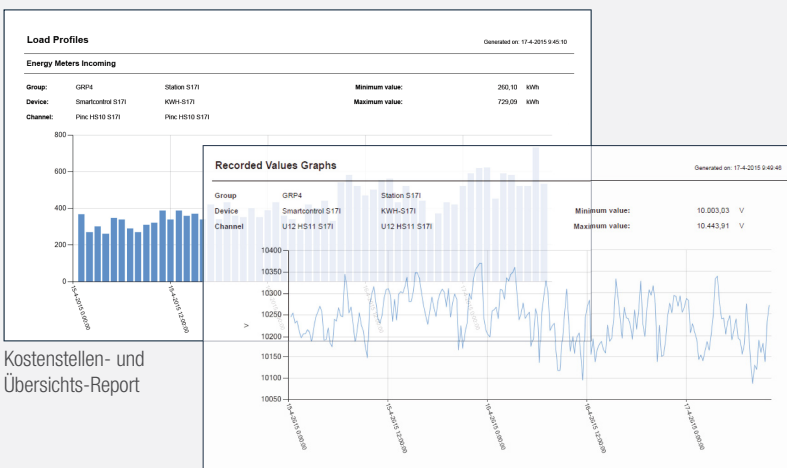 Load Profiles
Generated on: 17-4-2015 9:45:10
Energy Meters Incoming
Group: GRP4 Station S17I Minimum value: 260,10 kWh
Device: Smartcontrol S17I KWH-S17I Maximum value: 729,09 kWh
Channel: Pinc HS10 S17I Pinc HS10 S17I
800
600
400
200
0
15-4-2015 0:00:00
15-4-2015 12:00:00
Recorded Values Graphs
Generated on: 17-4-2015 9:49:46
Group GRP4 Station S17I
Device Smartcontrol S17I KWH-S17I Minimum value: 10.003,03 V
Channel U12 HS11 S17I U12 HS11 S17I Maximum value: 10.443,91 V
10400
10350
10300
10250
10200
10150
10100
10050
V
15-4-2015 0:00:00
15-4-2015 12:00:00
16-4-2015 0:00:00
16-4-2015 12:00:00
17-4-2015 0:00:00
Kostenstellen- und
Übersichts-Report